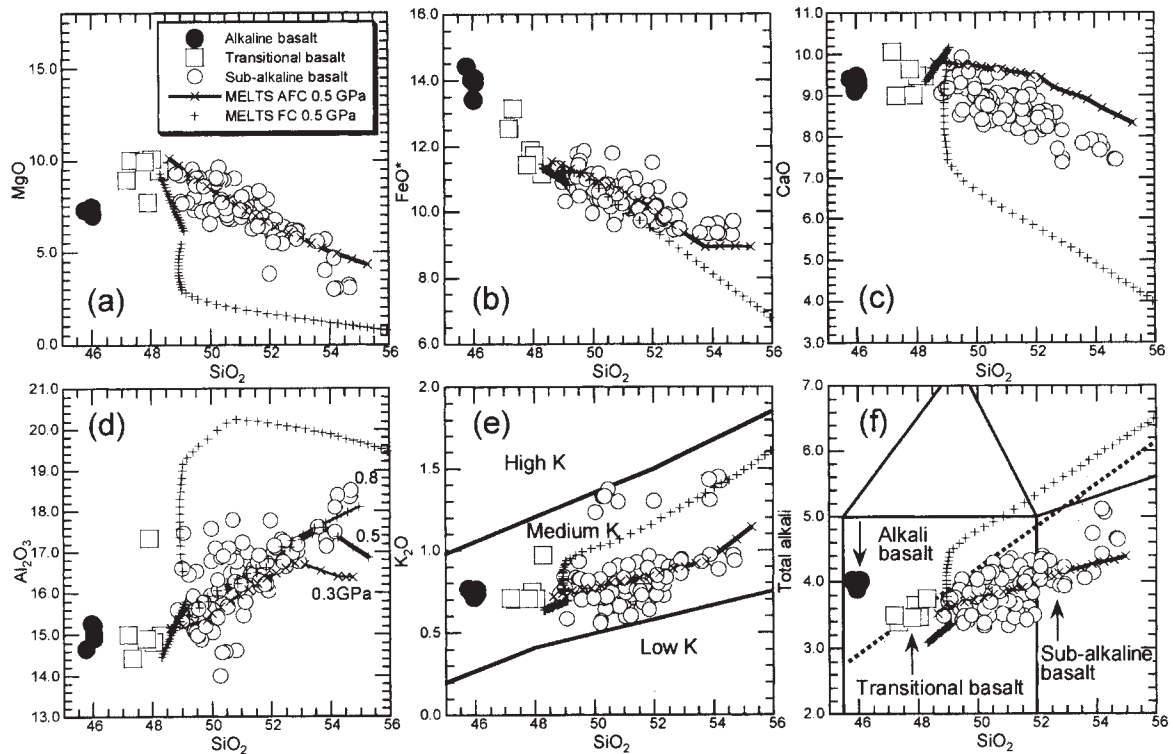 18.0
15.0
10.0
5.0
0.0
MgO
Alkaline basalt
Transitional basalt
Sub-alkaline basalt
MELTS AFC 0.5 GPa
MELTS FC 0.5 GPa
(a)
46 48 50 52 54 56
SiO2
16.0
14.0
12.0
10.0
8.0
6.0
FeO*
(b)
46 48 50 52 54 56
SiO2
11.0
10.0
9.0
8.0
7.0
6.0
5.0
4.0
3.0
CaO
(c)
46 48 50 52 54 56
SiO2
21.0
20.0
19.0
18.0
17.0
16.0
15.0
14.0
13.0
Al2O3
(d)
0.8
0.5
0.3GPa
46 48 50 52 54 56
SiO2
2.0
1.5
1.0
0.5
0.0
K2O
(e)
High K
Medium K
Low K
46 48 50 52 54 56
SiO2
7.0
6.0
5.0
4.0
3.0
2.0
Total alkali
(f)
Alkali
basalt
Sub-alkaline
basalt
Transitional basalt
46 48 50 52 54 56
SiO2